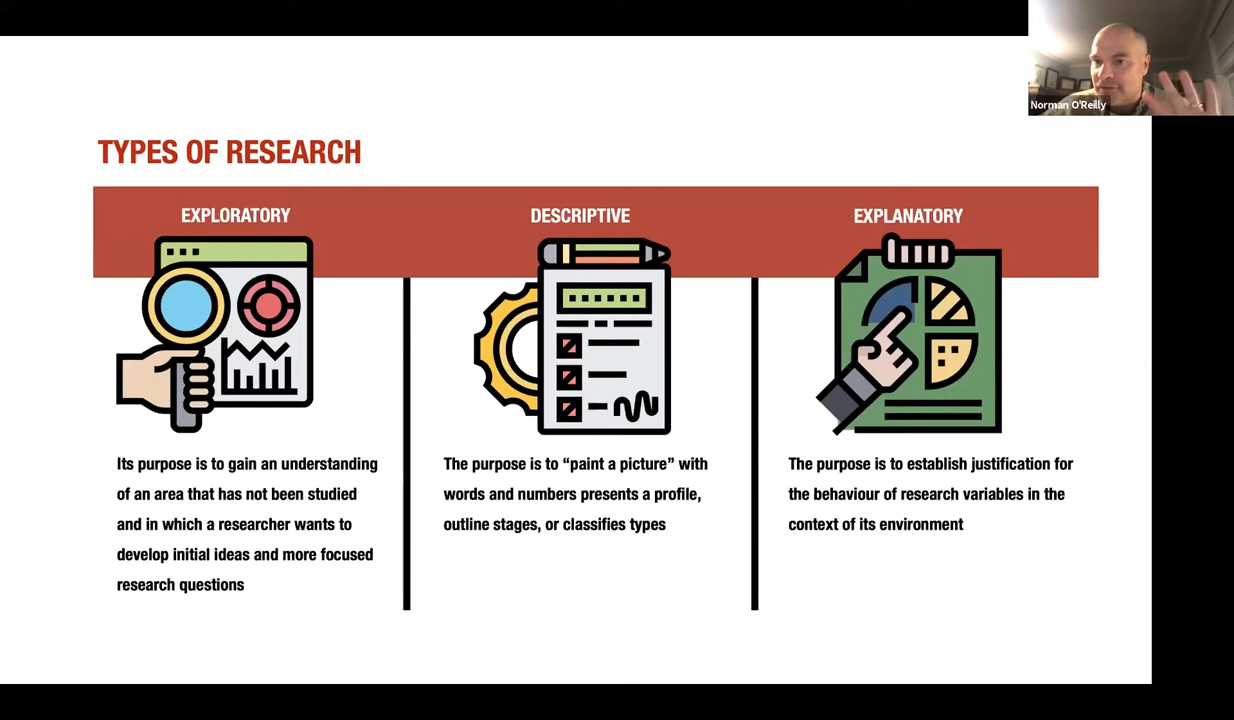 Norman O'Reilly
TYPES OF RESEARCH
EXPLORATORY
DESCRIPTIVE
EXPLANATORY
Its purpose is to gain an understanding
of an area that has not been studied
and in which a researcher wants to
develop initial ideas and more focused
research questions
The purpose is to “paint a picture” with
words and numbers presents a profile,
outline stages, or classifies types
The purpose is to establish justification for
the behaviour of research variables in the
context of its environment